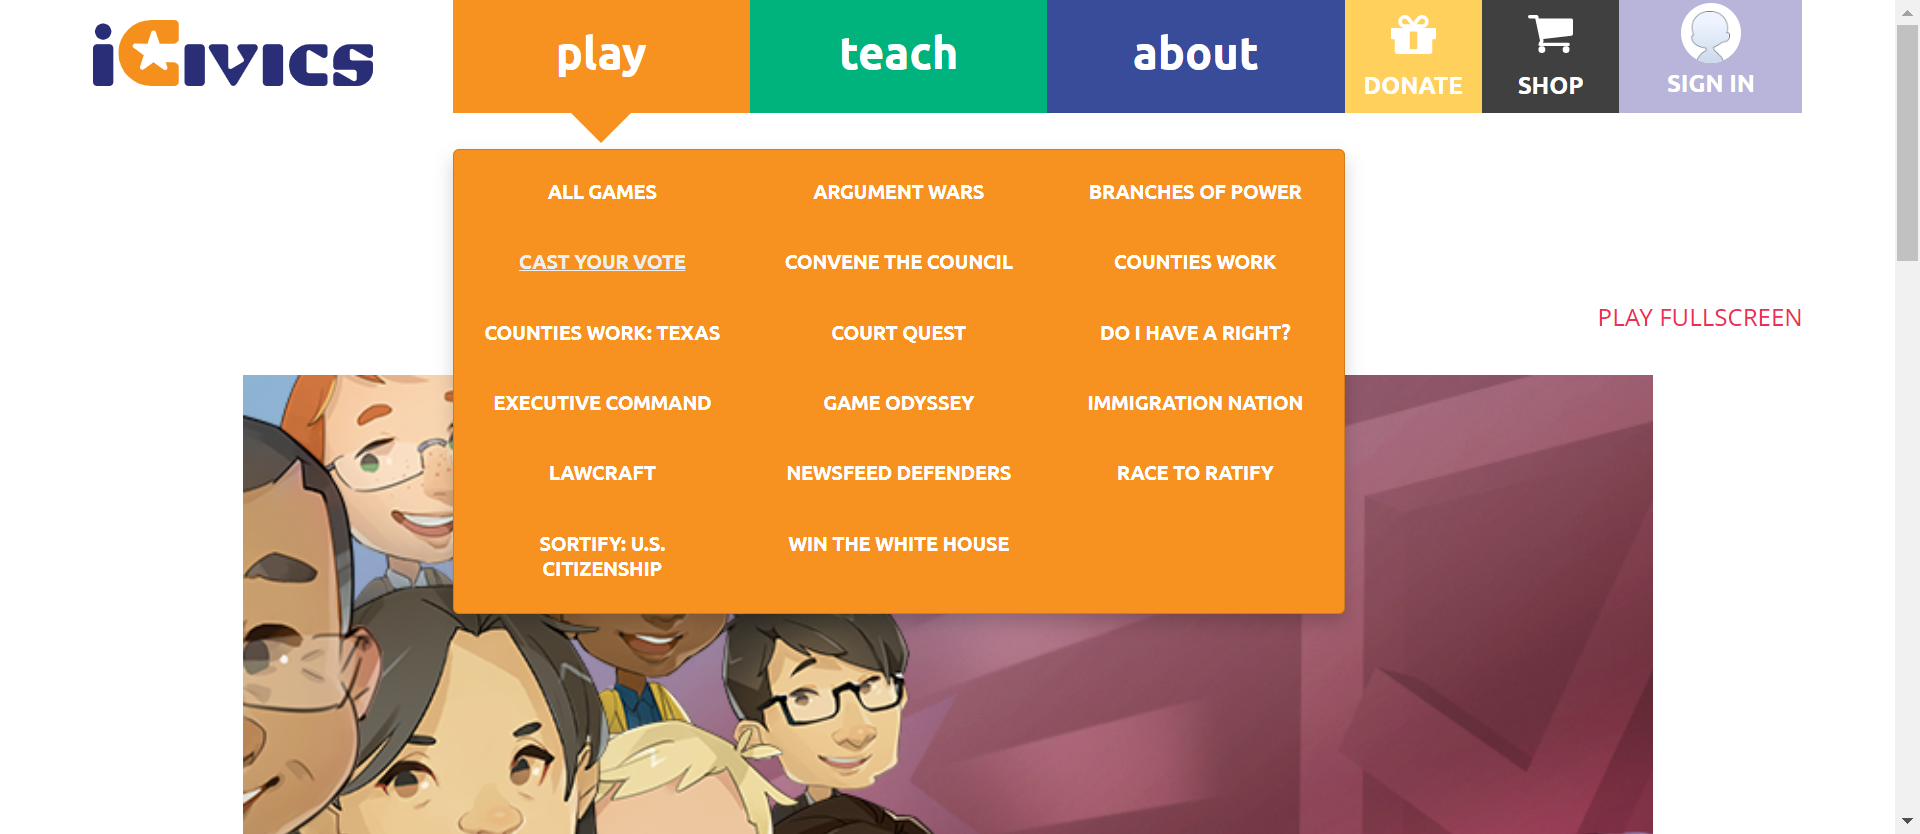 iCIVICS
play
teach
about
DONATE
SHOP
SIGN IN
ALL GAMES
ARGUMENT WARS
BRANCHES OF POWER
CAST YOUR VOTE
CONVENE THE COUNCIL
COUNTIES WORK
COUNTIES WORK: TEXAS
COURT QUEST
DO I HAVE A RIGHT?
EXECUTIVE COMMAND
GAME ODYSSEY
IMMIGRATION NATION
LAWCRAFT
NEWSFEED DEFENDERS
RACE TO RATIFY
SORTIFY: U.S.
CITIZENSHIP
WIN THE WHITE HOUSE
PLAY FULLSCREEN